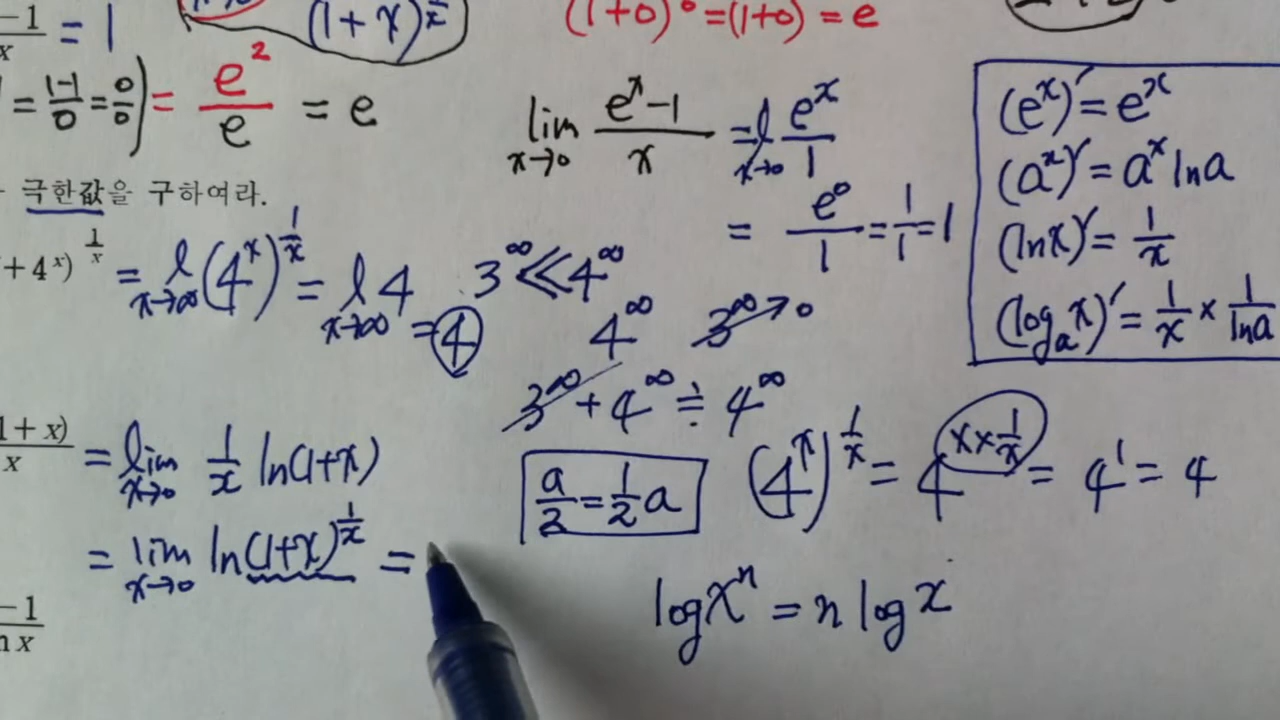 -1/x = 1
(1+x)^(1/x)
(1+0)^0 = (1+0) = e
= (1-1)/0 = 0/0) = e^2/e = e
lim x→0 (e^x-1)/x = l x→0 e^x/1
= e^0/1 = 1/1 = 1
(e^x)′ = e^x
(a^x)′ = a^x ln a
(ln x)′ = 1/x
(log_a x)′ = 1/x × 1/ln a
극한값을 구하여라.
+4^x)^(1/x) = l x→∞ (4^x)^(1/x) = l x→∞ 4
= 4
3^∞ ≪ 4^∞
4^∞ 3^∞→0
3^∞ + 4^∞ ≒ 4^∞
1+x)/x = lim x→0 1/x ln(1+x)
= lim x→0 ln(1+x)^(1/x) =
a/2 = 1/2 a
(4^x)^(1/x) = 4^(x×1/x) = 4^1 = 4
log x^n = n log x
-1/n x